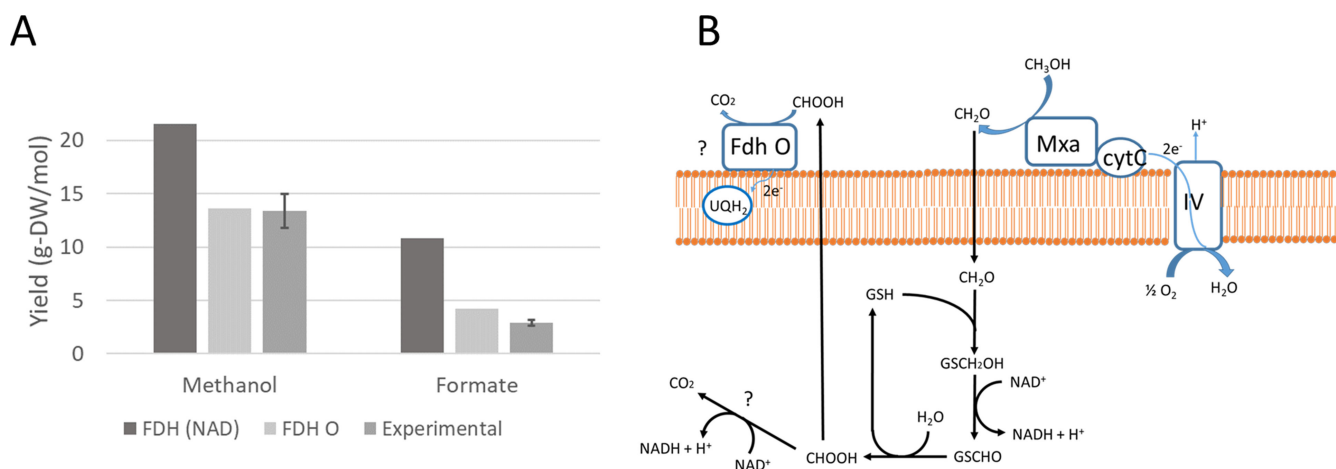 A
Yield (g-DW/mol)
20
15
10
5
0
Methanol
Formate
FDH (NAD)
FDH O
Experimental
B
CO₂
CHOOH
?
Fdh O
2e⁻
UQH₂
CH₃OH
CH₂O
Mxa
cytC
2e⁻
H⁺
IV
½ O₂
H₂O
CH₂O
GSH
GSCH₂OH
NAD⁺
NADH + H⁺
H₂O
GSCHO
CHOOH
CO₂
?
NADH + H⁺
NAD⁺